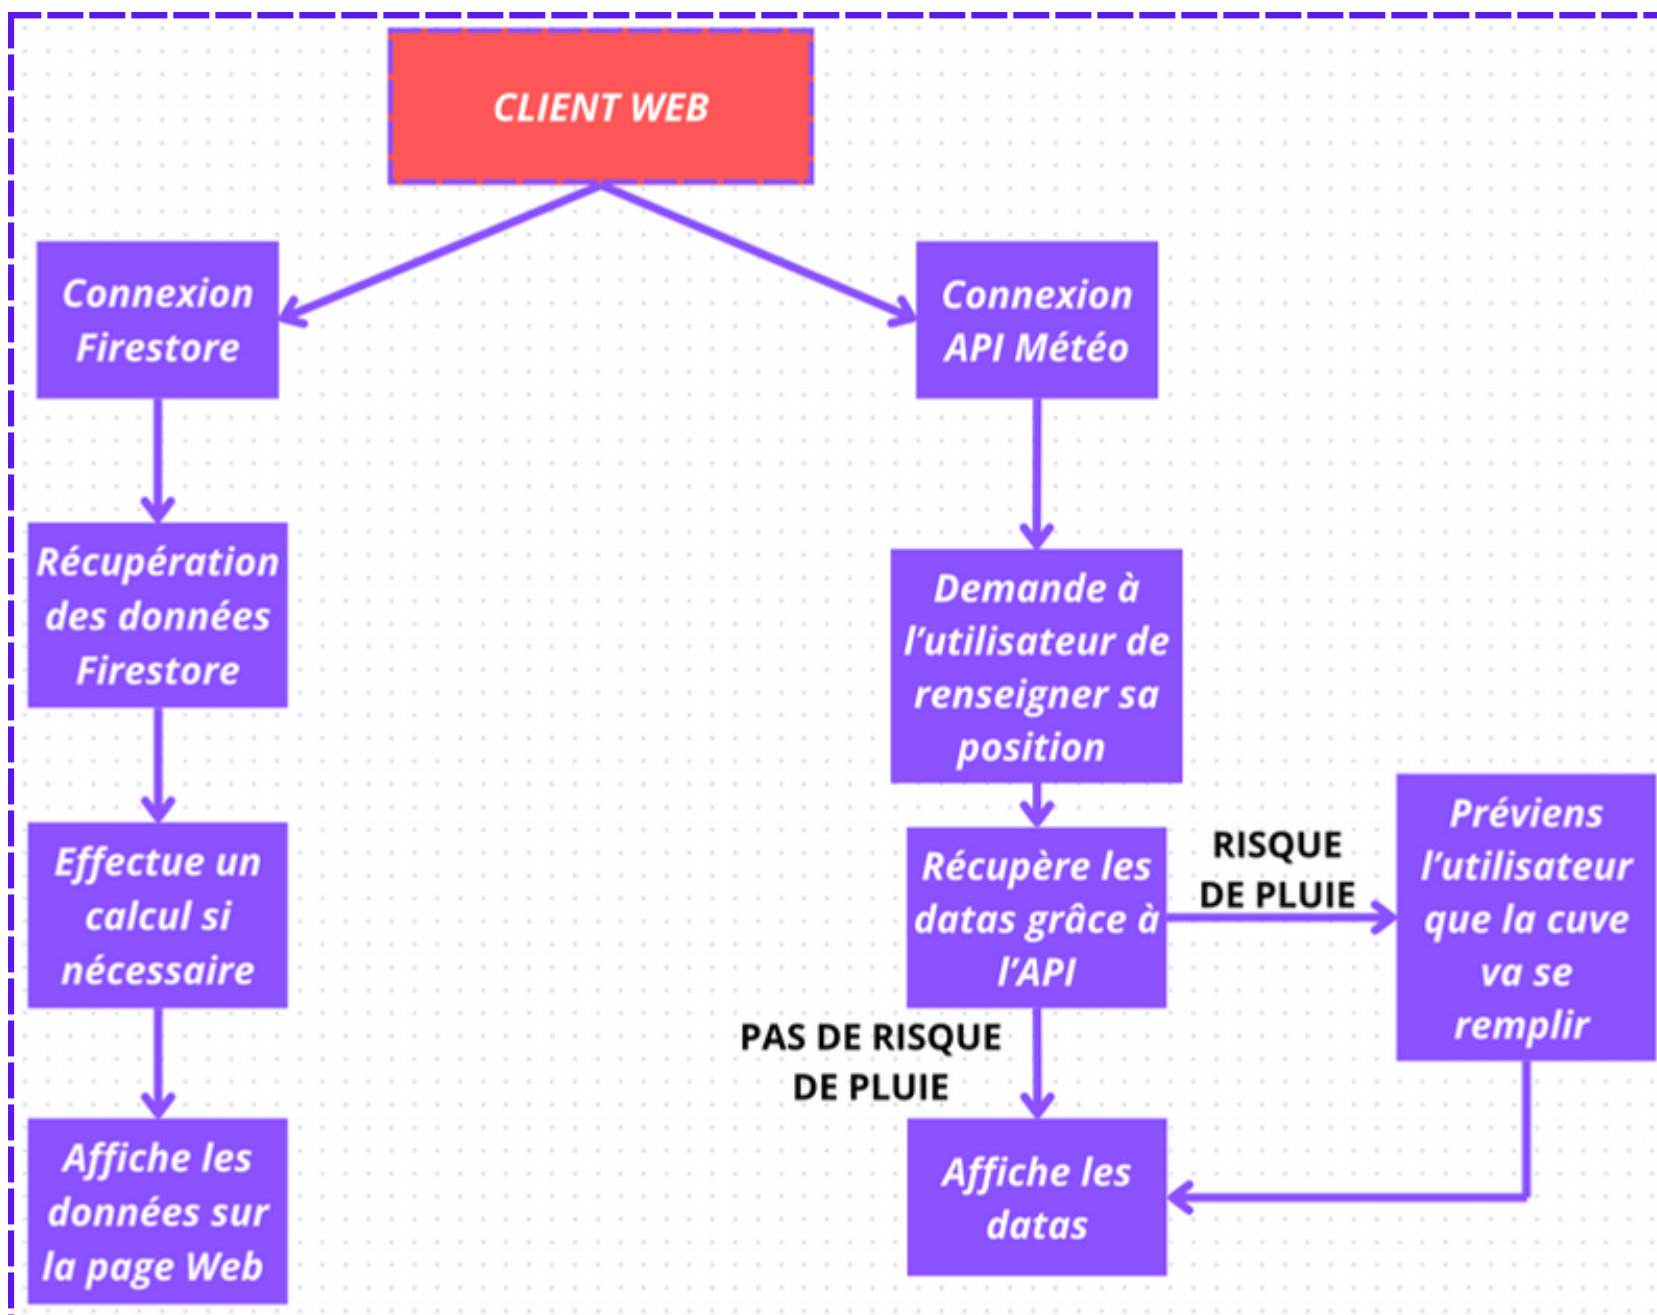 CLIENT WEB
Connexion
Firestore
Récupération
des données
Firestore
Effectue un
calcul si
nécessaire
Affiche les
données sur
la page Web
Connexion
API Météo
Demande à
l'utilisateur de
renseigner sa
position
Récupère les
datas grâce à
l'API
RISQUE
DE PLUIE
Préviens
l'utilisateur
que la cuve
va se
remplir
PAS DE RISQUE
DE PLUIE
Affiche les
datas